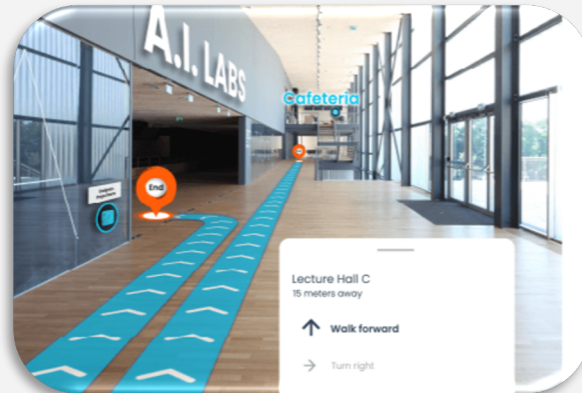 A.I. LABS
Cafeteria
End
Lecture Hall C
15 meters away
Walk forward
Turn right